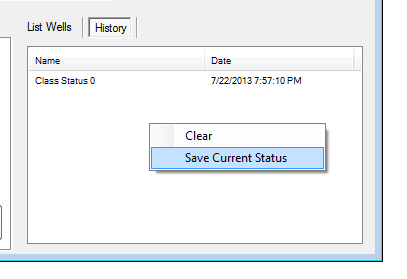 List Wells History
Name Date
Class Status 0 7/22/2013 7:57:10 PM
Clear
Save Current Status